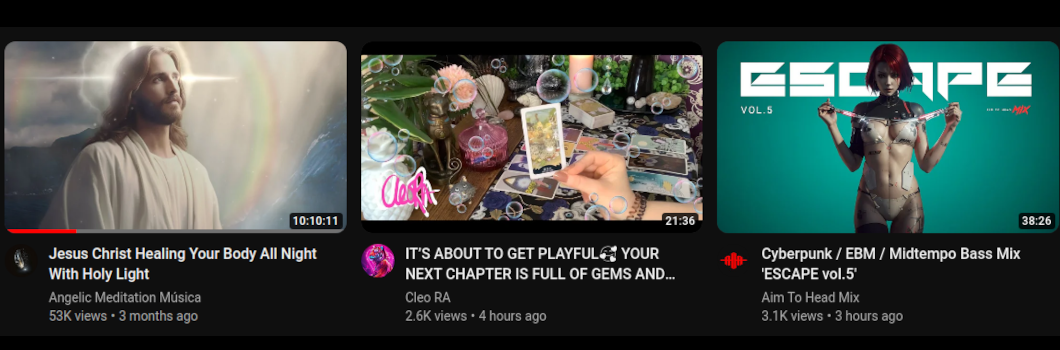 ESCAPE
VOL.5
MIX
CleoRA
10:10:11
21:36
38:26
Jesus Christ Healing Your Body All Night
With Holy Light
Angelic Meditation Música
53K views • 3 months ago
IT'S ABOUT TO GET PLAYFUL🥰 YOUR
NEXT CHAPTER IS FULL OF GEMS AND…
Cleo RA
2.6K views • 4 hours ago
Cyberpunk / EBM / Midtempo Bass Mix
'ESCAPE vol.5'
Aim To Head Mix
3.1K views • 3 hours ago